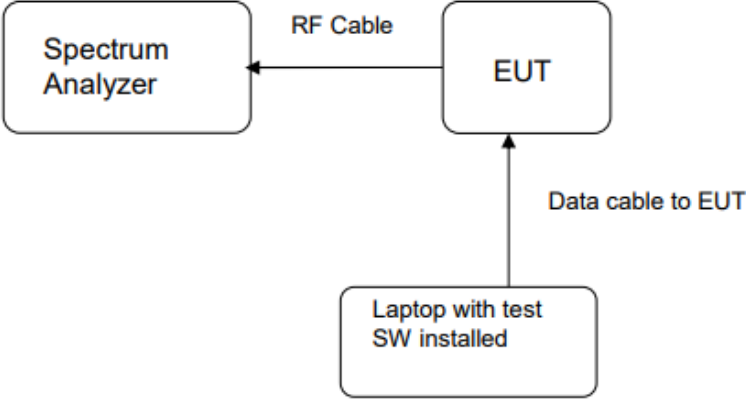 RF Cable
Spectrum
Analyzer
EUT
Data cable to EUT
Laptop with test
SW installed